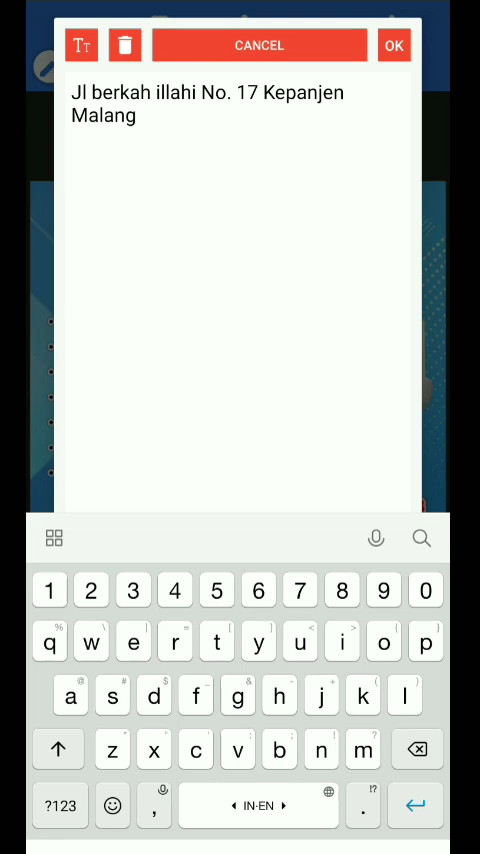 TT
CANCEL
OK
Jl berkah illahi No. 17 Kepanjen
Malang
1 2 3 4 5 6 7 8 9 0
q w e r t y u i o p
a s d f g h j k l
z x c v b n m
?123 , IN·EN . !?